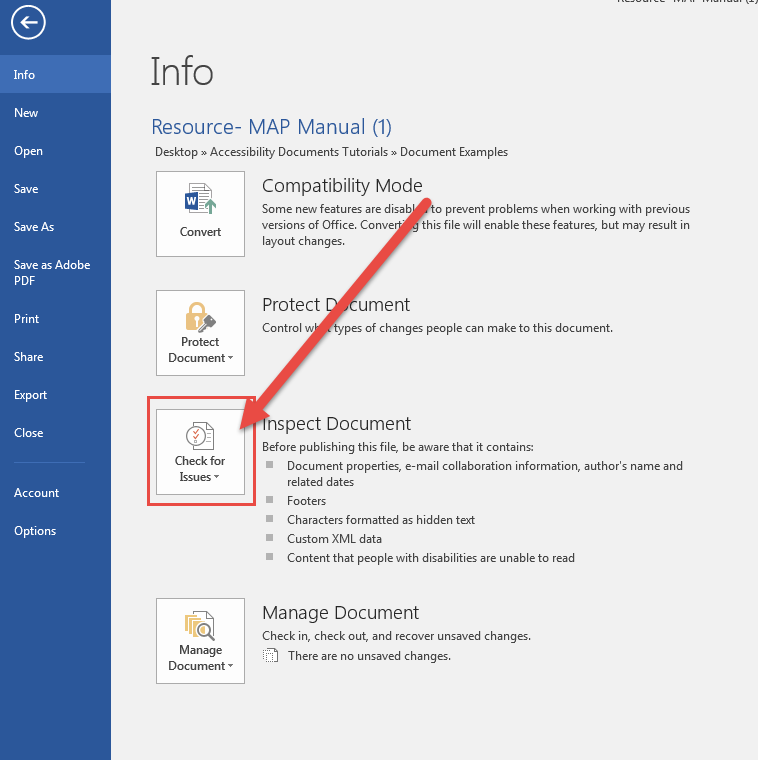 Resource- MAP Manual (1)
Info
Info
New
Open
Save
Save As
Save as Adobe
PDF
Print
Share
Export
Close
Account
Options
Resource- MAP Manual (1)
Desktop » Accessibility Documents Tutorials » Document Examples
Convert
Compatibility Mode
Some new features are disabled to prevent problems when working with previous
versions of Office. Converting this file will enable these features, but may result in
layout changes.
Protect
Document
Protect Document
Control what types of changes people can make to this document.
Check for
Issues
Inspect Document
Before publishing this file, be aware that it contains:
Document properties, e-mail collaboration information, author's name and
related dates
Footers
Characters formatted as hidden text
Custom XML data
Content that people with disabilities are unable to read
Manage
Document
Manage Document
Check in, check out, and recover unsaved changes.
There are no unsaved changes.